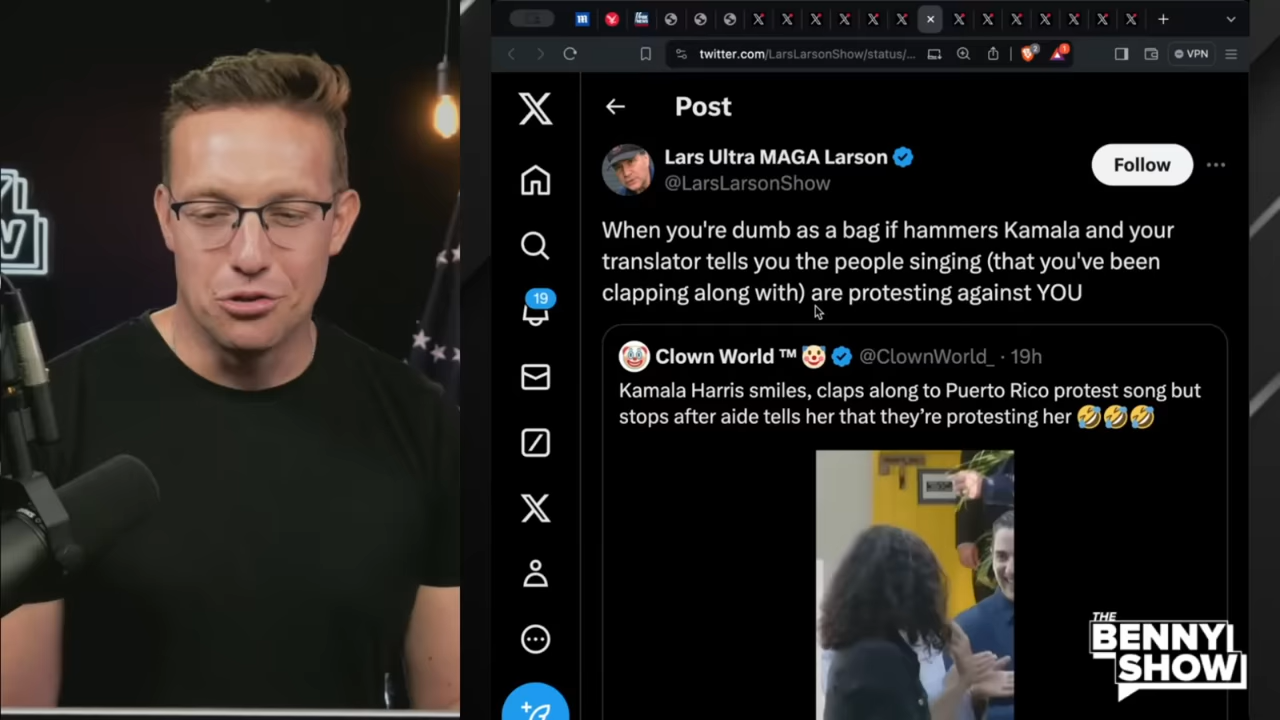 twitter.com/LarsLarsonShow/status/...
2
1
VPN
Post
Lars Ultra MAGA Larson
@LarsLarsonShow
Follow
When you're dumb as a bag if hammers Kamala and your
translator tells you the people singing (that you've been
clapping along with) are protesting against YOU
19
Clown World ™ 🤡 @ClownWorld_ · 19h
Kamala Harris smiles, claps along to Puerto Rico protest song but
stops after aide tells her that they’re protesting her 🤣🤣🤣
THE
BENNY
SHOW